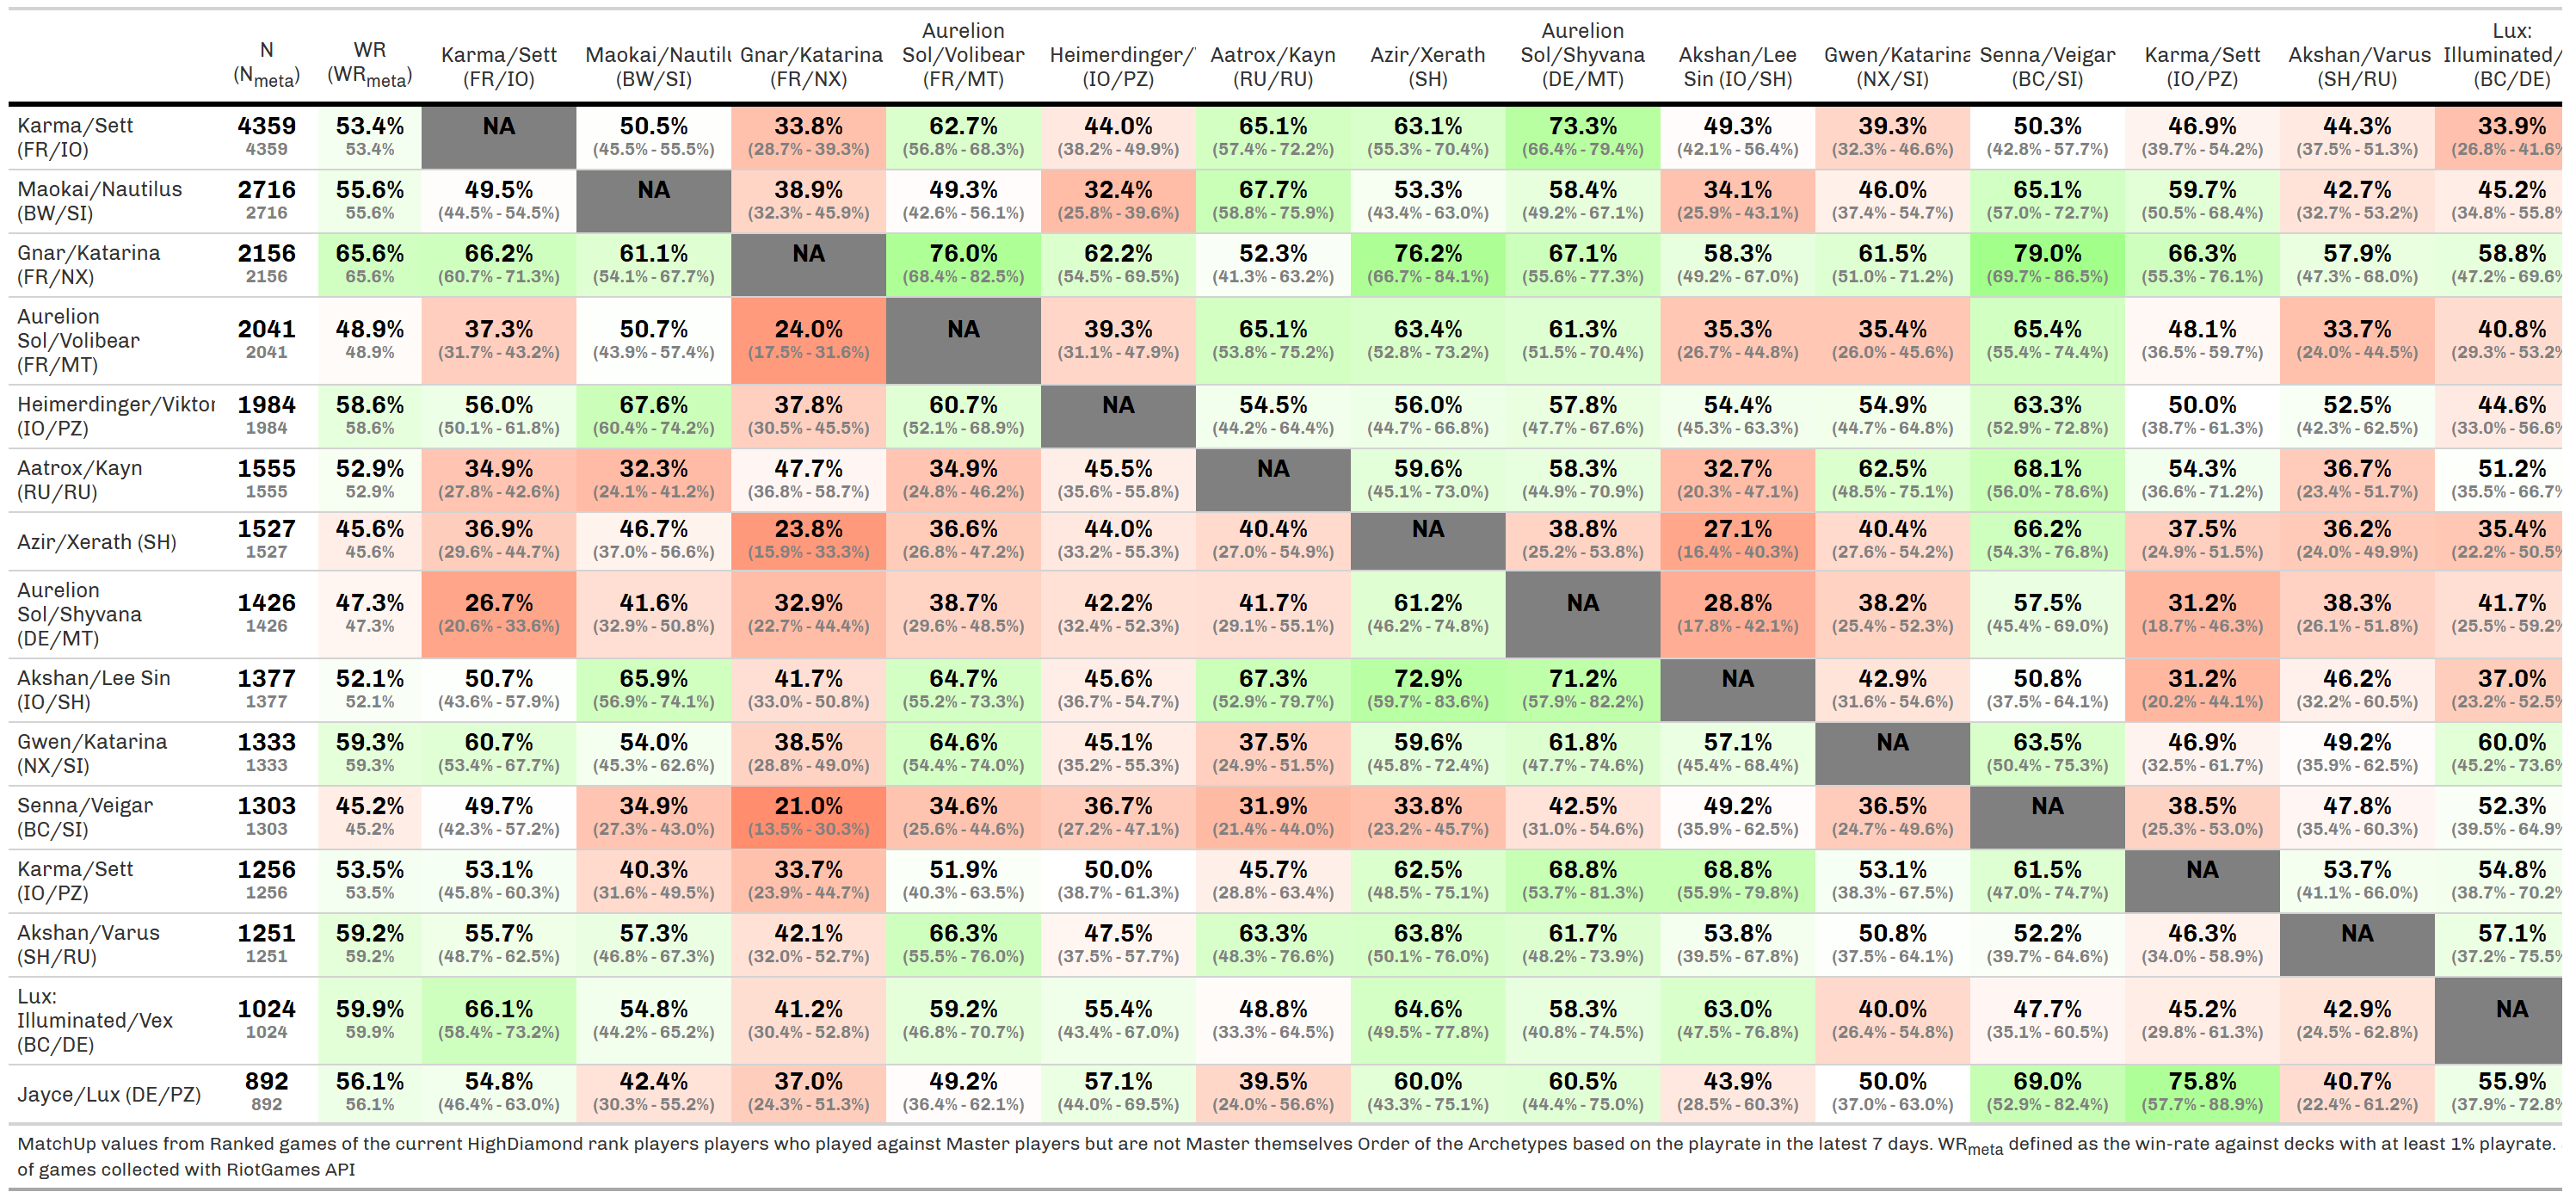 Aurelion Aurelion Lux:
N WR Karma/Sett Maokai/Nautilu Gnar/Katarina Sol/Volibear Heimerdinger/ Aatrox/Kayn Azir/Xerath Sol/Shyvana Akshan/Lee Gwen/Katarina Senna/Veigar Karma/Sett Akshan/Varus Illuminated/
(Nmeta) (WRmeta) (FR/IO) (BW/SI) (FR/NX) (FR/MT) (IO/PZ) (RU/RU) (SH) (DE/MT) Sin (IO/SH) (NX/SI) (BC/SI) (IO/PZ) (SH/RU) (BC/DE)
Karma/Sett 4359 53.4% NA 50.5% 33.8% 62.7% 44.0% 65.1% 63.1% 73.3% 49.3% 39.3% 50.3% 46.9% 44.3% 33.9%
(FR/IO) 4359 53.4% (45.5% - 55.5%) (28.7% - 39.3%) (56.8% - 68.3%) (38.2% - 49.9%) (57.4% - 72.2%) (55.3% - 70.4%) (66.4% - 79.4%) (42.1% - 56.4%) (32.3% - 46.6%) (42.8% - 57.7%) (39.7% - 54.2%) (37.5% - 51.3%) (26.8% - 41.6%
Maokai/Nautilus 2716 55.6% 49.5% NA 38.9% 49.3% 32.4% 67.7% 53.3% 58.4% 34.1% 46.0% 65.1% 59.7% 42.7% 45.2%
(BW/SI) 2716 55.6% (44.5% - 54.5%) (32.3% - 45.9%) (42.6% - 56.1%) (25.8% - 39.6%) (58.8% - 75.9%) (43.4% - 63.0%) (49.2% - 67.1%) (25.9% - 43.1%) (37.4% - 54.7%) (57.0% - 72.7%) (50.5% - 68.4%) (32.7% - 53.2%) (34.8% - 55.8%
Gnar/Katarina 2156 65.6% 66.2% 61.1% NA 76.0% 62.2% 52.3% 76.2% 67.1% 58.3% 61.5% 79.0% 66.3% 57.9% 58.8%
(FR/NX) 2156 65.6% (60.7% - 71.3%) (54.1% - 67.7%) (68.4% - 82.5%) (54.5% - 69.5%) (41.3% - 63.2%) (66.7% - 84.1%) (55.6% - 77.3%) (49.2% - 67.0%) (51.0% - 71.2%) (69.7% - 86.5%) (55.3% - 76.1%) (47.3% - 68.0%) (47.2% - 69.6%
Aurelion
Sol/Volibear 2041 48.9% 37.3% 50.7% 24.0% NA 39.3% 65.1% 63.4% 61.3% 35.3% 35.4% 65.4% 48.1% 33.7% 40.8%
(FR/MT) 2041 48.9% (31.7% - 43.2%) (43.9% - 57.4%) (17.5% - 31.6%) (31.1% - 47.9%) (53.8% - 75.2%) (52.8% - 73.2%) (51.5% - 70.4%) (26.7% - 44.8%) (26.0% - 45.6%) (55.4% - 74.4%) (36.5% - 59.7%) (24.0% - 44.5%) (29.3% - 53.2%
Heimerdinger/Viktor 1984 58.6% 56.0% 67.6% 37.8% 60.7% NA 54.5% 56.0% 57.8% 54.4% 54.9% 63.3% 50.0% 52.5% 44.6%
(IO/PZ) 1984 58.6% (50.1% - 61.8%) (60.4% - 74.2%) (30.5% - 45.5%) (52.1% - 68.9%) (44.2% - 64.4%) (44.7% - 66.8%) (47.7% - 67.6%) (45.3% - 63.3%) (44.7% - 64.8%) (52.9% - 72.8%) (38.7% - 61.3%) (42.3% - 62.5%) (33.0% - 56.6%
Aatrox/Kayn 1555 52.9% 34.9% 32.3% 47.7% 34.9% 45.5% NA 59.6% 58.3% 32.7% 62.5% 68.1% 54.3% 36.7% 51.2%
(RU/RU) 1555 52.9% (27.8% - 42.6%) (24.1% - 41.2%) (36.8% - 58.7%) (24.8% - 46.2%) (35.6% - 55.8%) (45.1% - 73.0%) (44.9% - 70.9%) (20.3% - 47.1%) (48.5% - 75.1%) (56.0% - 78.6%) (36.6% - 71.2%) (23.4% - 51.7%) (35.5% - 66.7%
Azir/Xerath (SH) 1527 45.6% 36.9% 46.7% 23.8% 36.6% 44.0% 40.4% NA 38.8% 27.1% 40.4% 66.2% 37.5% 36.2% 35.4%
1527 45.6% (29.6% - 44.7%) (37.0% - 56.6%) (15.9% - 33.3%) (26.8% - 47.2%) (33.2% - 55.3%) (27.0% - 54.9%) (25.2% - 53.8%) (16.4% - 40.3%) (27.6% - 54.2%) (54.3% - 76.8%) (24.9% - 51.5%) (24.0% - 49.9%) (22.2% - 50.5%
Aurelion
Sol/Shyvana 1426 47.3% 26.7% 41.6% 32.9% 38.7% 42.2% 41.7% 61.2% NA 28.8% 38.2% 57.5% 31.2% 38.3% 41.7%
(DE/MT) 1426 47.3% (20.6% - 33.6%) (32.9% - 50.8%) (22.7% - 44.4%) (29.6% - 48.5%) (32.4% - 52.3%) (29.1% - 55.1%) (46.2% - 74.8%) (17.8% - 42.1%) (25.4% - 52.3%) (45.4% - 69.0%) (18.7% - 46.3%) (26.1% - 51.8%) (25.5% - 59.2%
Akshan/Lee Sin 1377 52.1% 50.7% 65.9% 41.7% 64.7% 45.6% 67.3% 72.9% 71.2% NA 42.9% 50.8% 31.2% 46.2% 37.0%
(IO/SH) 1377 52.1% (43.6% - 57.9%) (56.9% - 74.1%) (33.0% - 50.8%) (55.2% - 73.3%) (36.7% - 54.7%) (52.9% - 79.7%) (59.7% - 83.6%) (57.9% - 82.2%) (31.6% - 54.6%) (37.5% - 64.1%) (20.2% - 44.1%) (32.2% - 60.5%) (23.2% - 52.5%
Gwen/Katarina 1333 59.3% 60.7% 54.0% 38.5% 64.6% 45.1% 37.5% 59.6% 61.8% 57.1% NA 63.5% 46.9% 49.2% 60.0%
(NX/SI) 1333 59.3% (53.4% - 67.7%) (45.3% - 62.6%) (28.8% - 49.0%) (54.4% - 74.0%) (35.2% - 55.3%) (24.9% - 51.5%) (45.8% - 72.4%) (47.7% - 74.6%) (45.4% - 68.4%) (50.4% - 75.3%) (32.5% - 61.7%) (35.9% - 62.5%) (45.2% - 73.6%
Senna/Veigar 1303 45.2% 49.7% 34.9% 21.0% 34.6% 36.7% 31.9% 33.8% 42.5% 49.2% 36.5% NA 38.5% 47.8% 52.3%
(BC/SI) 1303 45.2% (42.3% - 57.2%) (27.3% - 43.0%) (13.5% - 30.3%) (25.6% - 44.6%) (27.2% - 47.1%) (21.4% - 44.0%) (23.2% - 45.7%) (31.0% - 54.6%) (35.9% - 62.5%) (24.7% - 49.6%) (25.3% - 53.0%) (35.4% - 60.3%) (39.5% - 64.9%
Karma/Sett 1256 53.5% 53.1% 40.3% 33.7% 51.9% 50.0% 45.7% 62.5% 68.8% 68.8% 53.1% 61.5% NA 53.7% 54.8%
(IO/PZ) 1256 53.5% (45.8% - 60.3%) (31.6% - 49.5%) (23.9% - 44.7%) (40.3% - 63.5%) (38.7% - 61.3%) (28.8% - 63.4%) (48.5% - 75.1%) (53.7% - 81.3%) (55.9% - 79.8%) (38.3% - 67.5%) (47.0% - 74.7%) (41.1% - 66.0%) (38.7% - 70.2%
Akshan/Varus 1251 59.2% 55.7% 57.3% 42.1% 66.3% 47.5% 63.3% 63.8% 61.7% 53.8% 50.8% 52.2% 46.3% NA 57.1%
(SH/RU) 1251 59.2% (48.7% - 62.5%) (46.8% - 67.3%) (32.0% - 52.7%) (55.5% - 76.0%) (37.5% - 57.7%) (48.3% - 76.6%) (50.1% - 76.0%) (48.2% - 73.9%) (39.5% - 67.8%) (37.5% - 64.1%) (39.7% - 64.6%) (34.0% - 58.9%) (37.2% - 75.5%
Lux:
Illuminated/Vex 1024 59.9% 66.1% 54.8% 41.2% 59.2% 55.4% 48.8% 64.6% 58.3% 63.0% 40.0% 47.7% 45.2% 42.9% NA
(BC/DE) 1024 59.9% (58.4% - 73.2%) (44.2% - 65.2%) (30.4% - 52.8%) (46.8% - 70.7%) (43.4% - 67.0%) (33.3% - 64.5%) (49.5% - 77.8%) (40.8% - 74.5%) (47.5% - 76.8%) (26.4% - 54.8%) (35.1% - 60.5%) (29.8% - 61.3%) (24.5% - 62.8%)
Jayce/Lux (DE/PZ) 892 56.1% 54.8% 42.4% 37.0% 49.2% 57.1% 39.5% 60.0% 60.5% 43.9% 50.0% 69.0% 75.8% 40.7% 55.9%
892 56.1% (46.4% - 63.0%) (30.3% - 55.2%) (24.3% - 51.3%) (36.4% - 62.1%) (44.0% - 69.5%) (24.0% - 56.6%) (43.3% - 75.1%) (44.4% - 75.0%) (28.5% - 60.3%) (37.0% - 63.0%) (52.9% - 82.4%) (57.7% - 88.9%) (22.4% - 61.2%) (37.9% - 72.8%
MatchUp values from Ranked games of the current HighDiamond rank players players who played against Master players but are not Master themselves Order of the Archetypes based on the playrate in the latest 7 days. WRmeta defined as the win-rate against decks with at least 1% playrate.
of games collected with RiotGames API